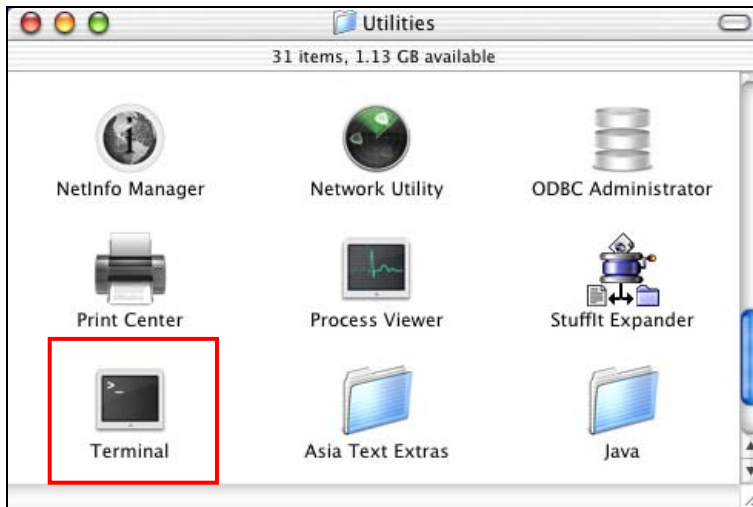 Utilities
31 items, 1.13 GB available
NetInfo Manager
Network Utility
ODBC Administrator
Print Center
Process Viewer
StuffIt Expander
>_
Terminal
Asia Text Extras
Java